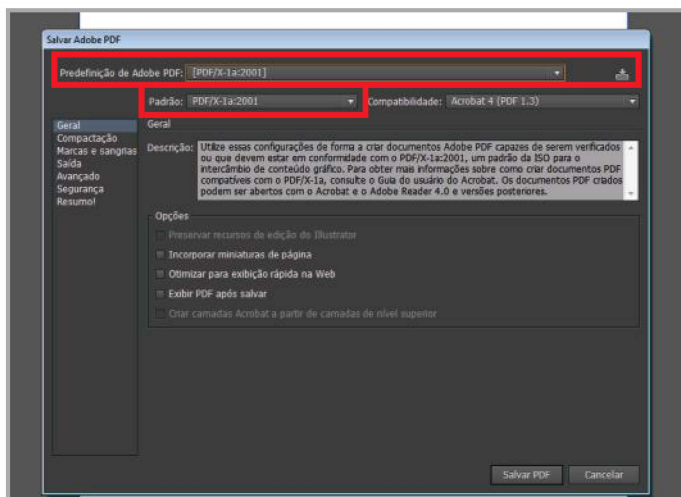 Salvar Adobe PDF
Predefinição de Adobe PDF: [PDF/X-1a:2001]
Padrão: PDF/X-1a:2001 Compatibilidade: Acrobat 4 (PDF 1.3)
Geral
Compactação
Marcas e sangrias
Saída
Avançado
Segurança
Resumo!
Geral
Descrição: Utilize essas configurações de forma a criar documentos Adobe PDF capazes de serem verificados
ou que devem estar em conformidade com o PDF/X-1a:2001, um padrão da ISO para o
intercâmbio de conteúdo gráfico. Para obter mais informações sobre como criar documentos PDF
compatíveis com o PDF/X-1a, consulte o Guia do usuário do Acrobat. Os documentos PDF criados
podem ser abertos com o Acrobat e o Adobe Reader 4.0 e versões posteriores.
Opções
Preservar recursos de edição do Illustrator
Incorporar miniaturas de página
Otimizar para exibição rápida na Web
Exibir PDF após salvar
Criar camadas Acrobat a partir de camadas de nível superior
Salvar PDF Cancelar